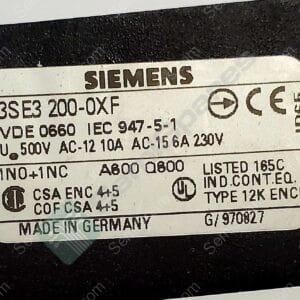 SIEMENS
3SE3 200-0XF
VDE 0660 IEC 947-5-1
Ue 500V AC-12 10A AC-15 6A 230V
1NO+1NC A600 Q600 LISTED 165C
IND.CONT.EQ.
CSA ENC 4+5 TYPE 12K ENC
COF CSA 4+5
MADE IN GERMANY G/970827